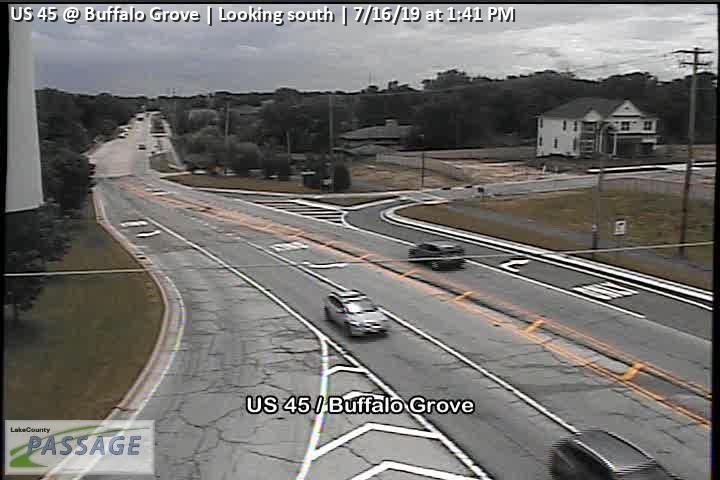 US 45 @ Buffalo Grove | Looking south | 7/16/19 at 1:41 PM
ONLY
US 45 / Buffalo Grove
LakeCounty
PASSAGE